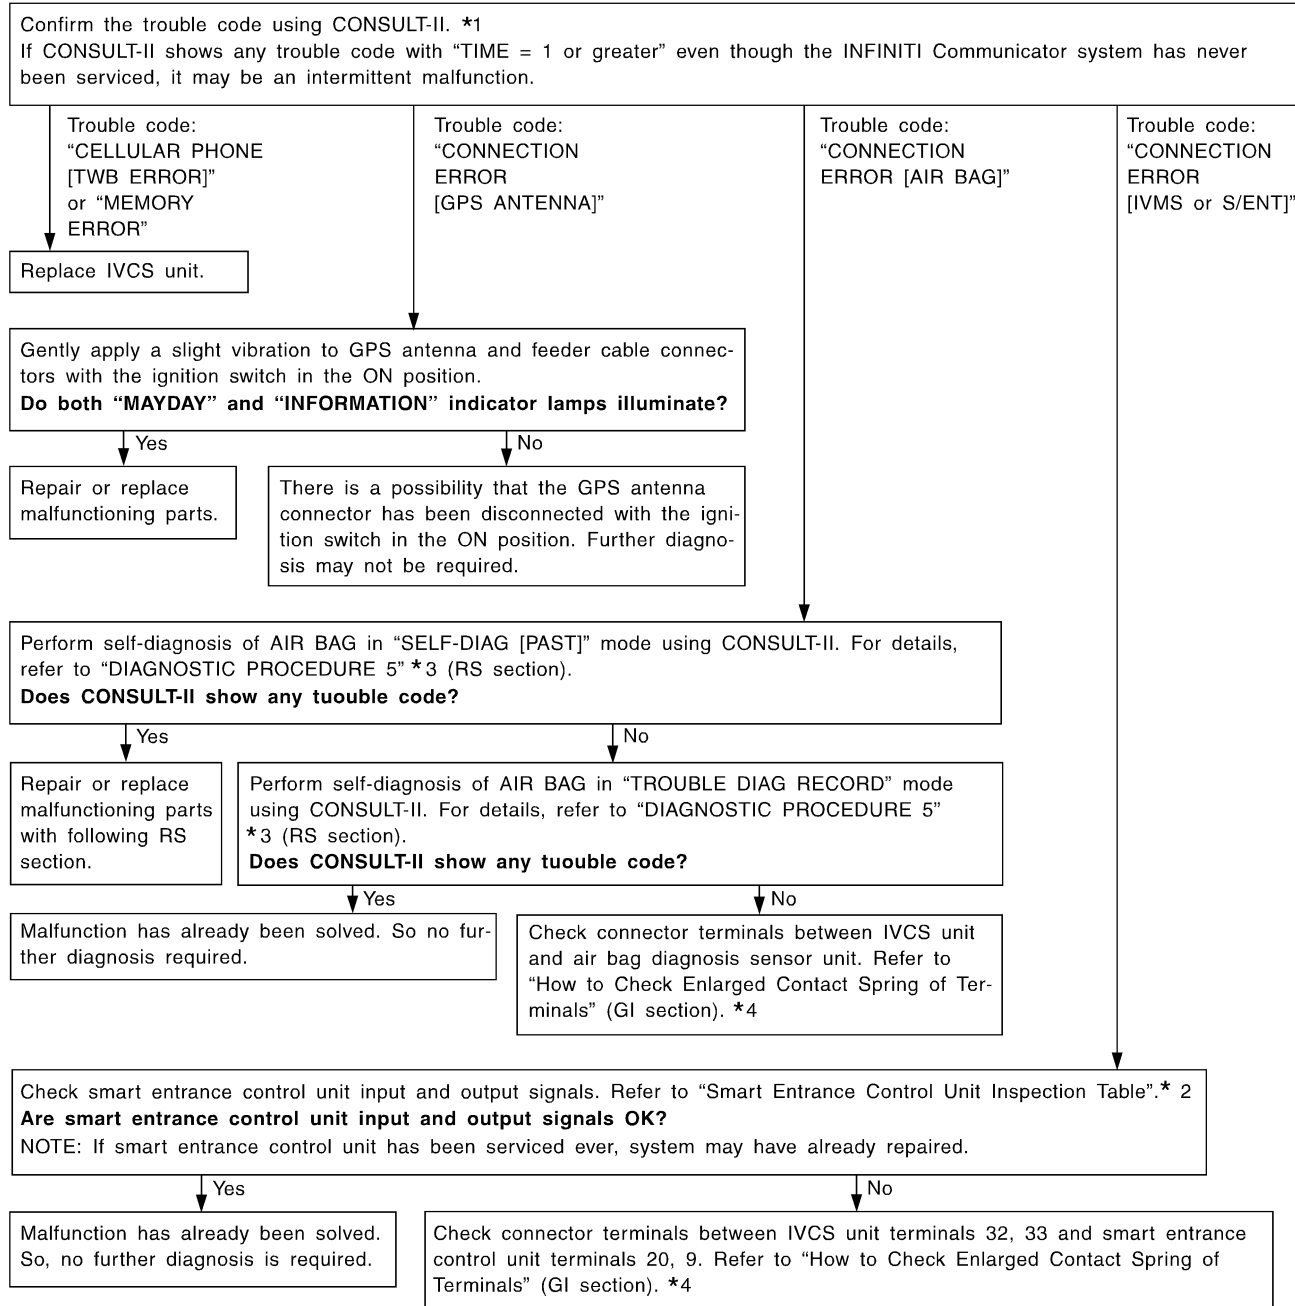 Confirm the trouble code using CONSULT-II. *1
If CONSULT-II shows any trouble code with “TIME = 1 or greater” even though the INFINITI Communicator system has never
been serviced, it may be an intermittent malfunction.
Trouble code:
“CELLULAR PHONE
[TWB ERROR]”
or “MEMORY
ERROR”
Trouble code:
“CONNECTION
ERROR
[GPS ANTENNA]”
Trouble code:
“CONNECTION
ERROR [AIR BAG]”
Trouble code:
“CONNECTION
ERROR
[IVMS or S/ENT]”
Replace IVCS unit.
Gently apply a slight vibration to GPS antenna and feeder cable connec-
tors with the ignition switch in the ON position.
Do both “MAYDAY” and “INFORMATION” indicator lamps illuminate?
Yes
No
Repair or replace
malfunctioning parts.
There is a possibility that the GPS antenna
connector has been disconnected with the igni-
tion switch in the ON position. Further diagno-
sis may not be required.
Perform self-diagnosis of AIR BAG in “SELF-DIAG [PAST]” mode using CONSULT-II. For details,
refer to “DIAGNOSTIC PROCEDURE 5” *3 (RS section).
Does CONSULT-II show any tuouble code?
Yes
No
Repair or replace
malfunctioning parts
with following RS
section.
Perform self-diagnosis of AIR BAG in “TROUBLE DIAG RECORD” mode
using CONSULT-II. For details, refer to “DIAGNOSTIC PROCEDURE 5”
*3 (RS section).
Does CONSULT-II show any tuouble code?
Yes
No
Malfunction has already been solved. So no fur-
ther diagnosis required.
Check connector terminals between IVCS unit
and air bag diagnosis sensor unit. Refer to
“How to Check Enlarged Contact Spring of Ter-
minals” (GI section). *4
Check smart entrance control unit input and output signals. Refer to “Smart Entrance Control Unit Inspection Table”.* 2
Are smart entrance control unit input and output signals OK?
NOTE: If smart entrance control unit has been serviced ever, system may have already repaired.
Yes
No
Malfunction has already been solved.
So, no further diagnosis is required.
Check connector terminals between IVCS unit terminals 32, 33 and smart entrance
control unit terminals 20, 9. Refer to “How to Check Enlarged Contact Spring of
Terminals” (GI section). *4